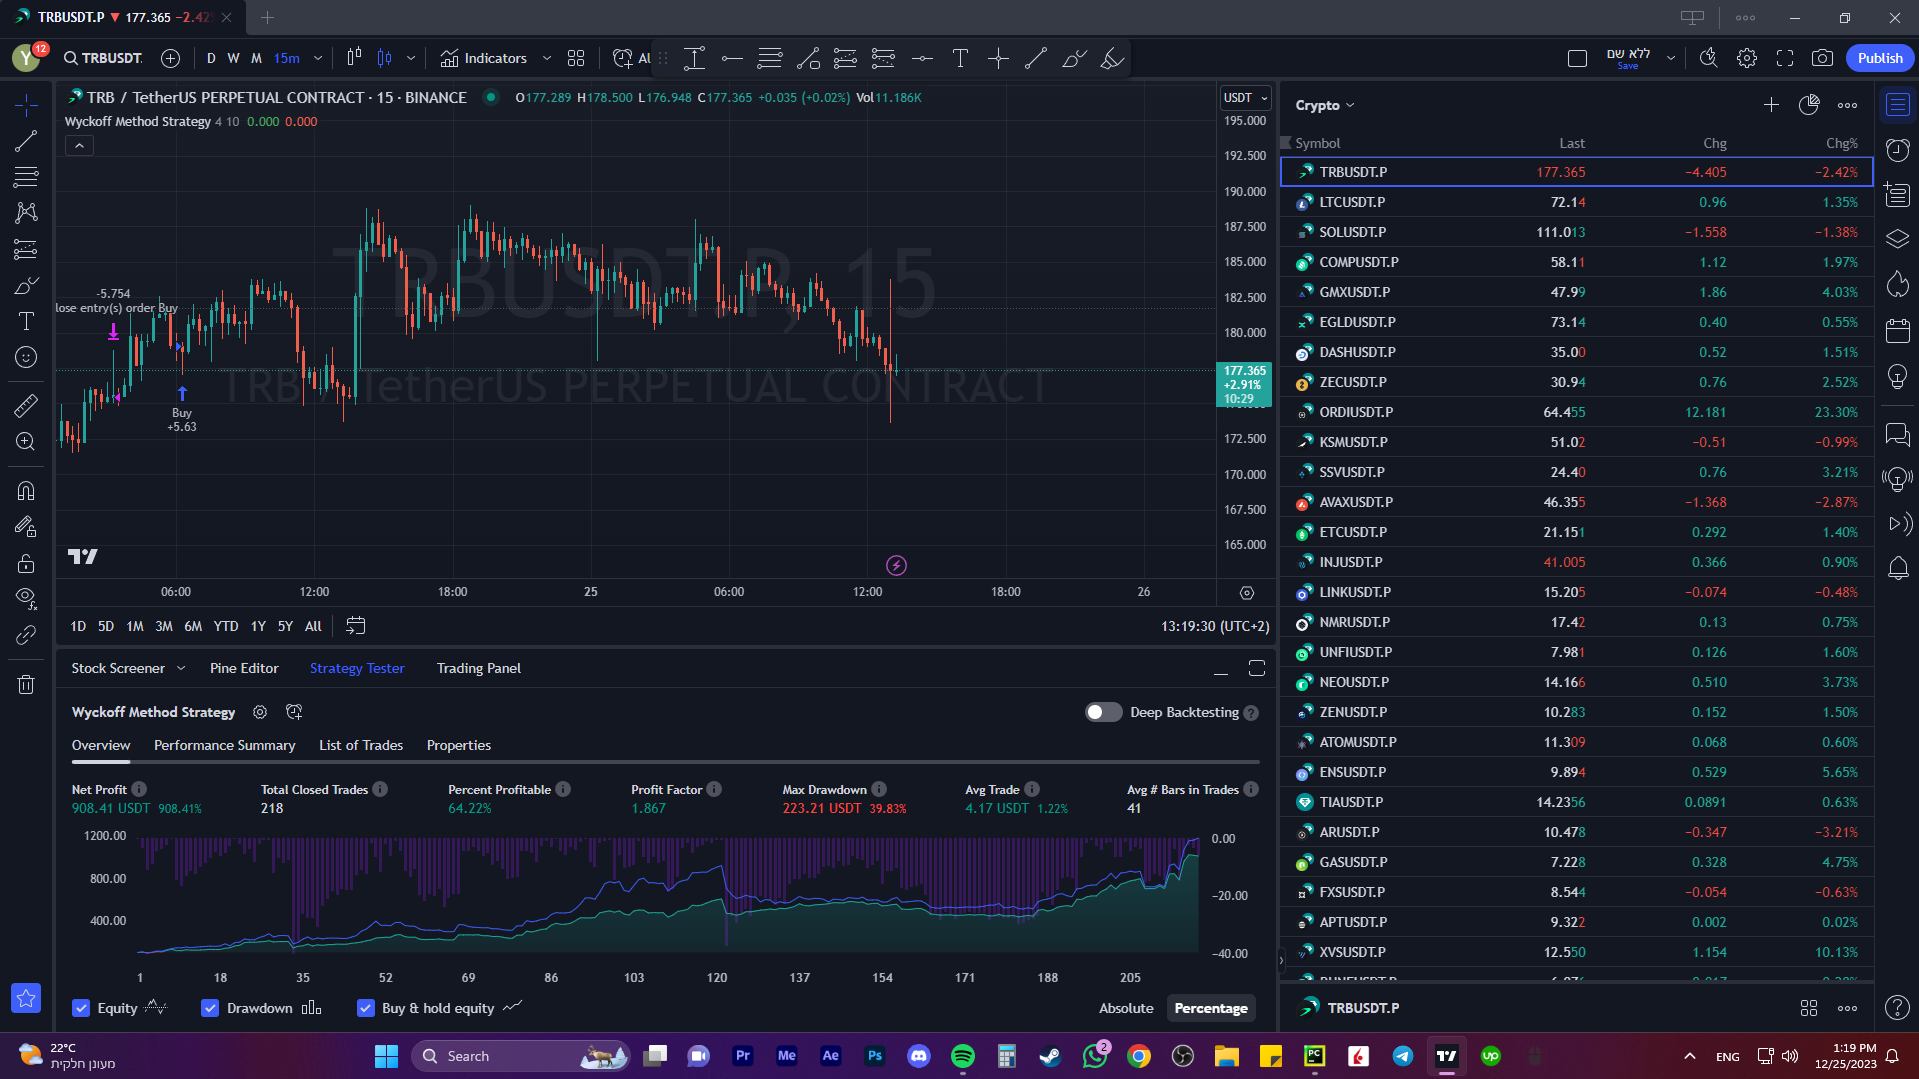 TRBUSDT.P ▼ 177.365 −2.42
Y 12 TRBUSDT. D W M 15m Indicators Al ללא שם Save Publish
TRB / TetherUS PERPETUAL CONTRACT · 15 · BINANCE O177.289 H178.500 L176.948 C177.365 +0.035 (+0.02%) Vol11.186K
Wyckoff Method Strategy 4 10 0.000 0.000
USDT
195.000
192.500
190.000
187.500
185.000
182.500
180.000
177.365
+2.91%
10:29
172.500
170.000
167.500
165.000
TRBUSDT.P, 15
TRB / TetherUS PERPETUAL CONTRACT
-5.754
lose entry(s) order Buy
Buy
+5.63
06:00 12:00 18:00 25 06:00 12:00 18:00 26
1D 5D 1M 3M 6M YTD 1Y 5Y All 13:19:30 (UTC+2)
Stock Screener Pine Editor Strategy Tester Trading Panel
Wyckoff Method Strategy Deep Backtesting
Overview Performance Summary List of Trades Properties
Net Profit Total Closed Trades Percent Profitable Profit Factor Max Drawdown Avg Trade Avg # Bars in Trades
908.41 USDT 908.41% 218 64.22% 1.867 223.21 USDT 39.83% 4.17 USDT 1.22% 41
1200.00 0.00
800.00 −20.00
400.00 −40.00
1 18 35 52 69 86 103 120 137 154 171 188 205
Equity Drawdown Buy & hold equity Absolute Percentage
Crypto
Symbol Last Chg Chg%
TRBUSDT.P 177.365 −4.405 −2.42%
LTCUSDT.P 72.14 0.96 1.35%
SOLUSDT.P 111.013 −1.558 −1.38%
COMPUSDT.P 58.11 1.12 1.97%
GMXUSDT.P 47.99 1.86 4.03%
EGLDUSDT.P 73.14 0.40 0.55%
DASHUSDT.P 35.00 0.52 1.51%
ZECUSDT.P 30.94 0.76 2.52%
ORDIUSDT.P 64.455 12.181 23.30%
KSMUSDT.P 51.02 −0.51 −0.99%
SSVUSDT.P 24.40 0.76 3.21%
AVAXUSDT.P 46.355 −1.368 −2.87%
ETCUSDT.P 21.151 0.292 1.40%
INJUSDT.P 41.005 0.366 0.90%
LINKUSDT.P 15.205 −0.074 −0.48%
NMRUSDT.P 17.42 0.13 0.75%
UNFIUSDT.P 7.981 0.126 1.60%
NEOUSDT.P 14.166 0.510 3.73%
ZENUSDT.P 10.283 0.152 1.50%
ATOMUSDT.P 11.309 0.068 0.60%
ENSUSDT.P 9.894 0.529 5.65%
TIAUSDT.P 14.2356 0.0891 0.63%
ARUSDT.P 10.478 −0.347 −3.21%
GASUSDT.P 7.228 0.328 4.75%
FXSUSDT.P 8.544 −0.054 −0.63%
APTUSDT.P 9.322 0.002 0.02%
XVSUSDT.P 12.550 1.154 10.13%
TRBUSDT.P
22°C
מעונן חלקית
Search
Pr Me Ae Ps PC 2 up
ENG
1:19 PM
12/25/2023